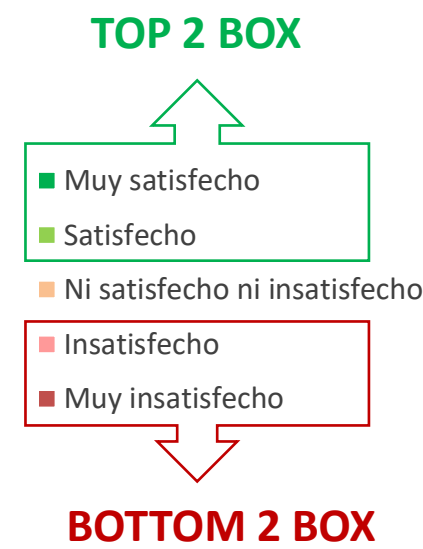 TOP 2 BOX
Muy satisfecho
Satisfecho
Ni satisfecho ni insatisfecho
Insatisfecho
Muy insatisfecho
BOTTOM 2 BOX